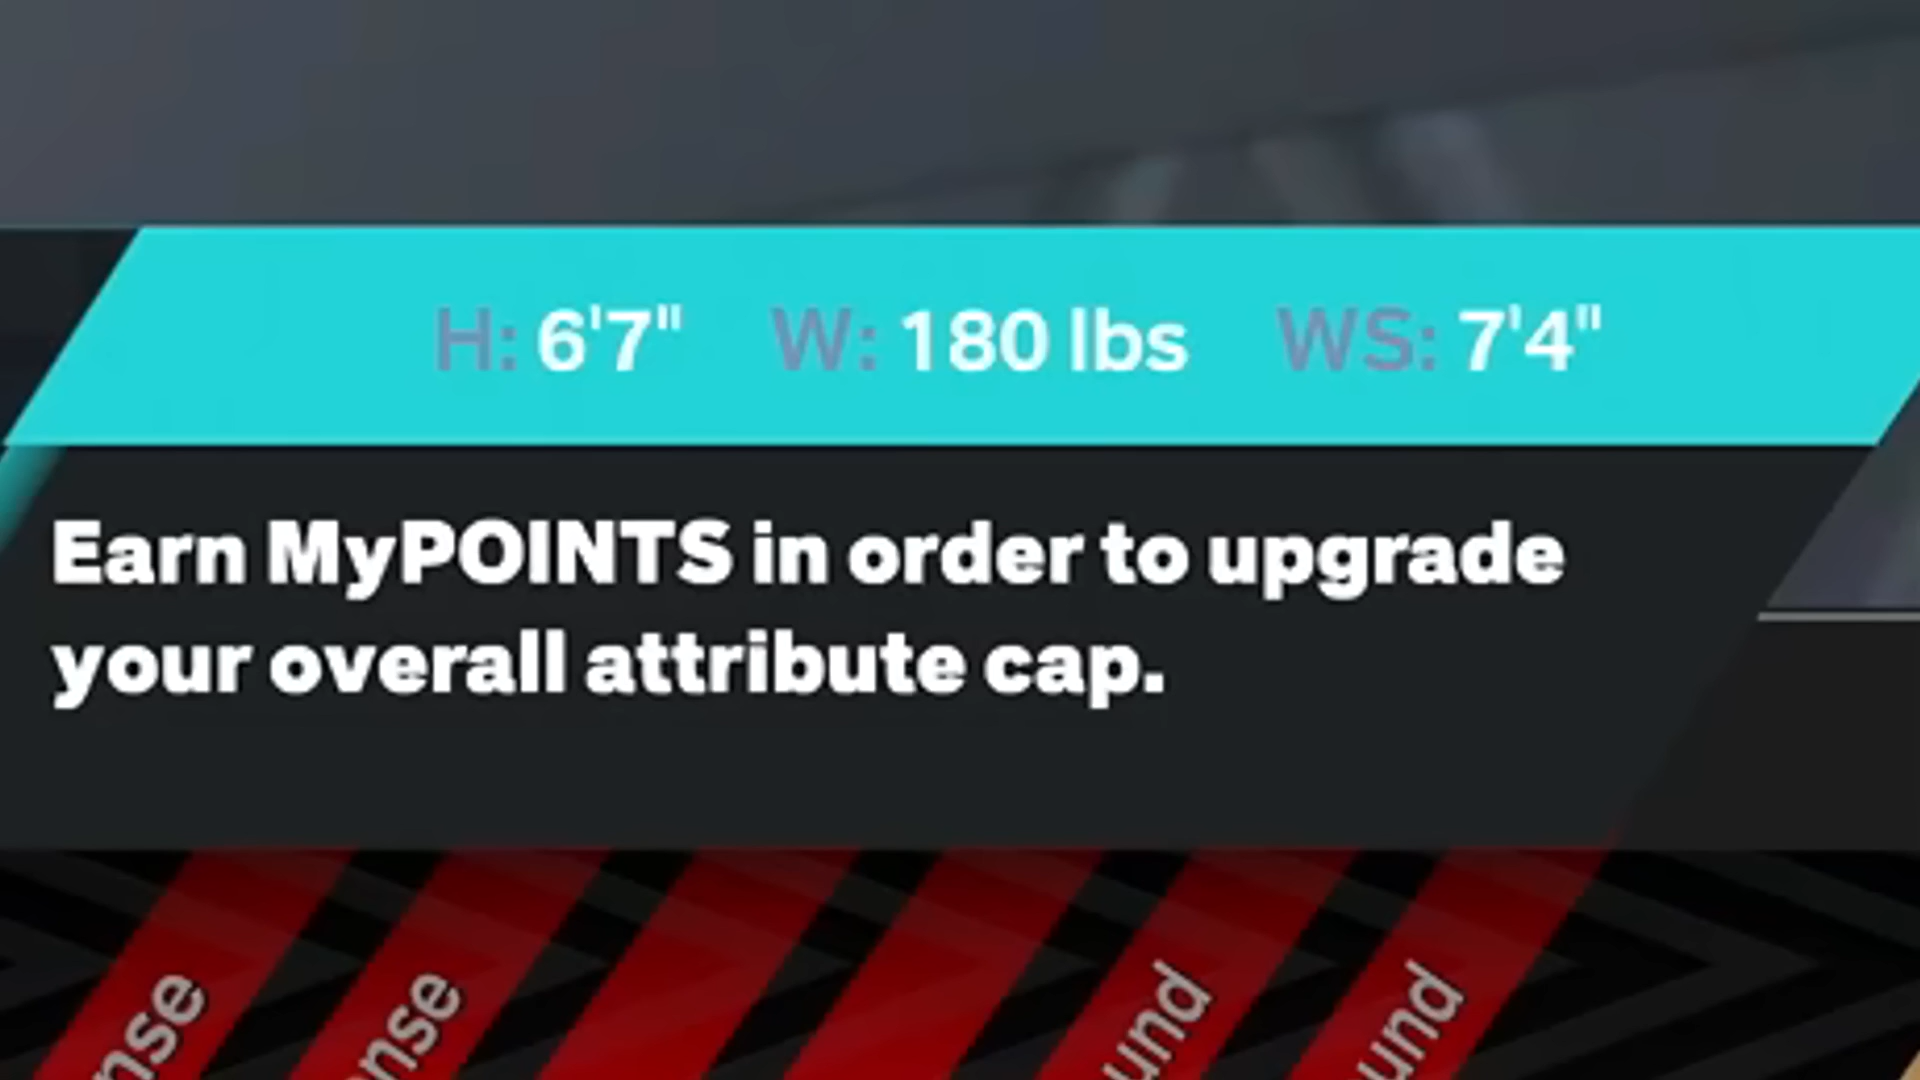 H: 6'7" W: 180 lbs WS: 7'4"
Earn MyPOINTS in order to upgrade
your overall attribute cap.